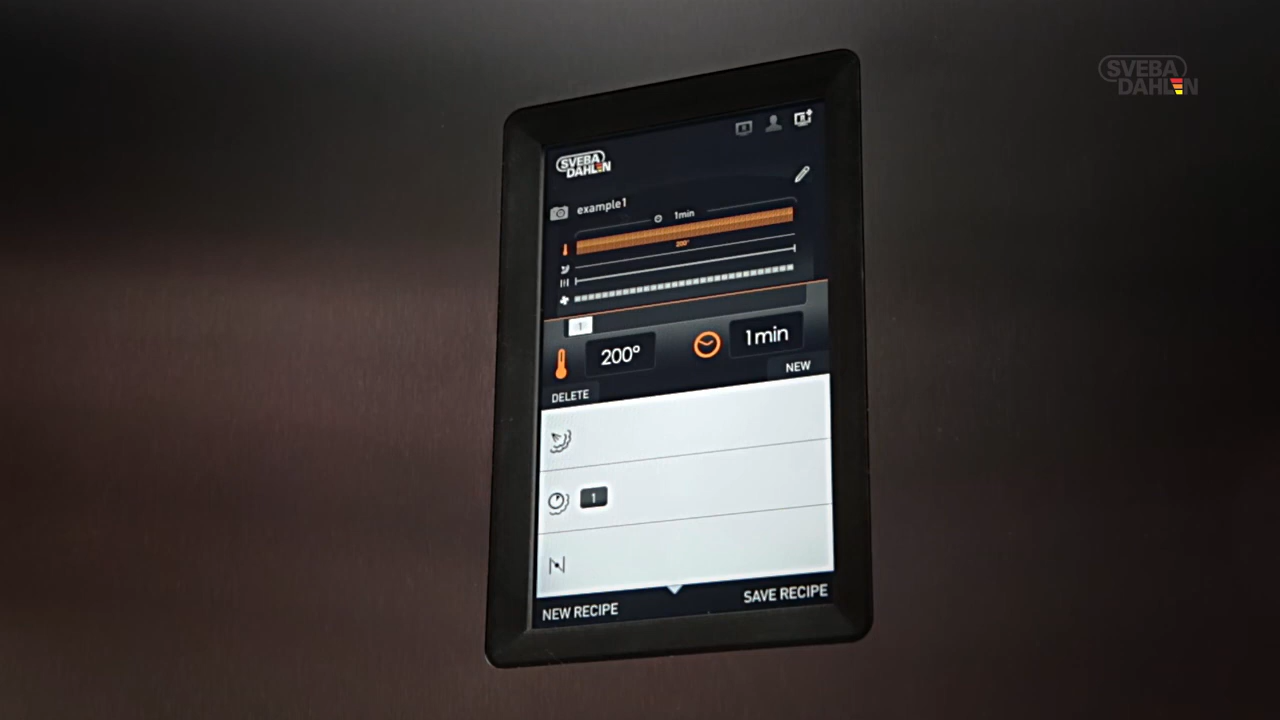 SVEBA
DAHLEN
SVEBA
DAHLEN
example1
1min
200°
1
200°
1min
NEW
DELETE
1
NEW RECIPE
SAVE RECIPE